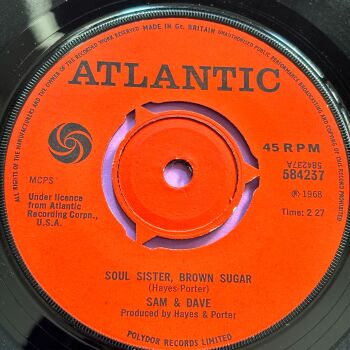 ALL RIGHTS OF THE MANUFACTURERS AND THE OWNER OF THE RECORDED WORK RESERVED MADE IN Gt. BRITAIN UNAUTHORISED PUBLIC PERFORMANCE BROADCASTING AND COPYING OF THIS RECORD PROHIBITED
ATLANTIC
45 RPM
584237A
584237
MCPS
Under licence
from Atlantic
Recording Corpn.,
U.S.A.
℗ 1968
Time: 2 27
SOUL SISTER, BROWN SUGAR
(Hayes-Porter)
SAM & DAVE
Produced by Hayes & Porter
POLYDOR RECORDS LIMITED